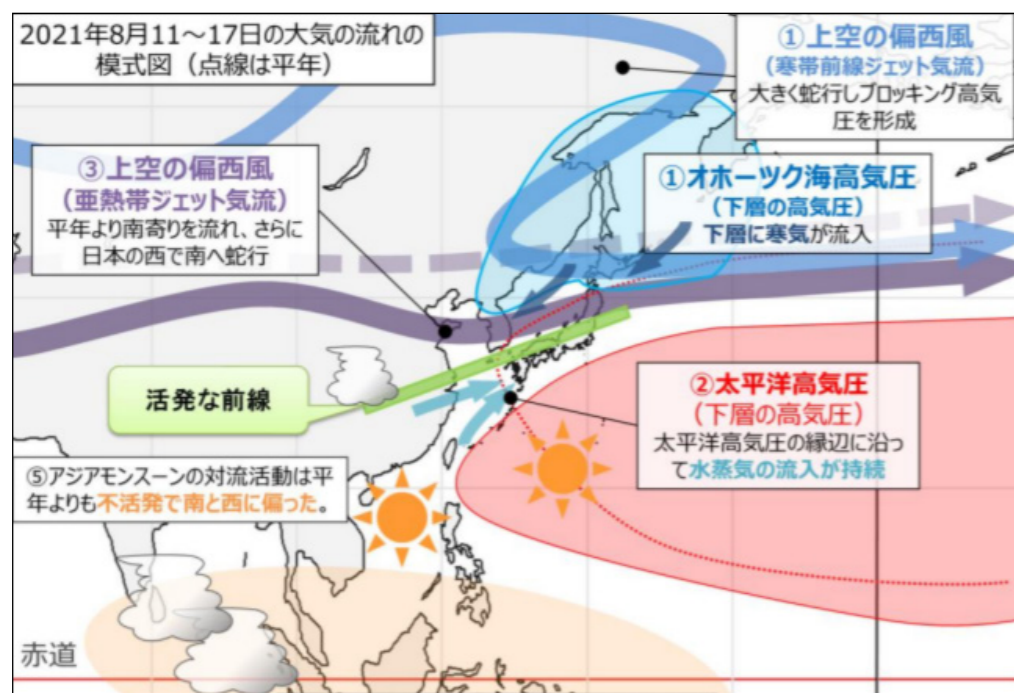 2021年8月11～17日の大気の流れの
模式図（点線は平年）
①上空の偏西風
（寒帯前線ジェット気流）
大きく蛇行しブロッキング高気
圧を形成
③上空の偏西風
（亜熱帯ジェット気流）
平年より南寄りを流れ、さらに
日本の西で南へ蛇行
①オホーツク海高気圧
（下層の高気圧）
下層に寒気が流入
活発な前線
②太平洋高気圧
（下層の高気圧）
太平洋高気圧の縁辺に沿っ
て水蒸気の流入が持続
⑤アジアモンスーンの対流活動は平
年よりも不活発で南と西に偏った。
赤道